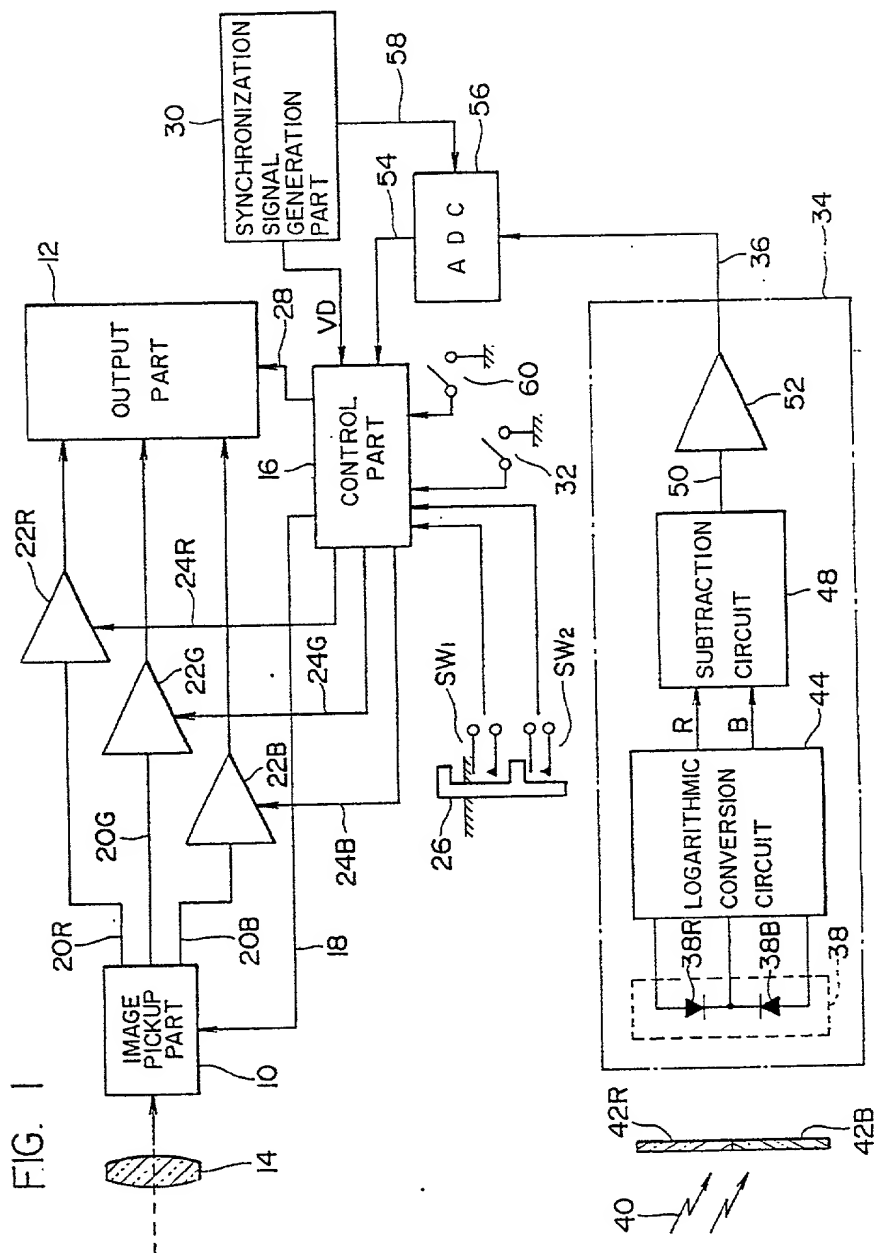 FIG. 1
14
IMAGE
PICKUP
PART
10
20R
20G
20B
18
22R
24R
22G
24G
22B
24B
OUTPUT
PART
12
28
SYNCHRONIZATION
SIGNAL
GENERATION
PART
30
58
VD
54
56
ADC
16
CONTROL
PART
60
32
26
SW1
SW2
36
34
40
42R
42B
38R
38B
38
LOGARITHMIC
CONVERSION
CIRCUIT
44
R
B
SUBTRACTION
CIRCUIT
48
50
52